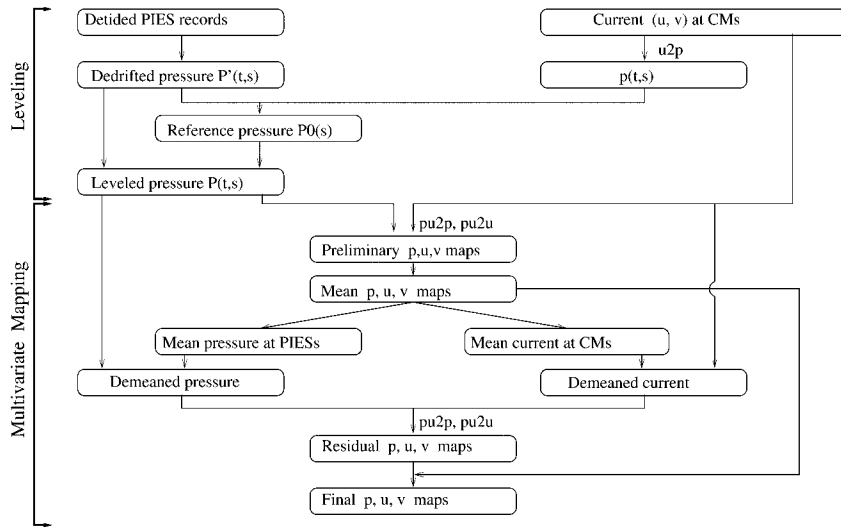 Detided PIES records
Current (u, v) at CMs
u2p
Dedrifted pressure P'(t,s)
p(t,s)
Leveling
Reference pressure P0(s)
Leveled pressure P(t,s)
pu2p, pu2u
Preliminary p,u,v maps
Mean p, u, v maps
Multivariate Mapping
Mean pressure at PIESs
Mean current at CMs
Demeaned pressure
Demeaned current
pu2p, pu2u
Residual p, u, v maps
Final p, u, v maps